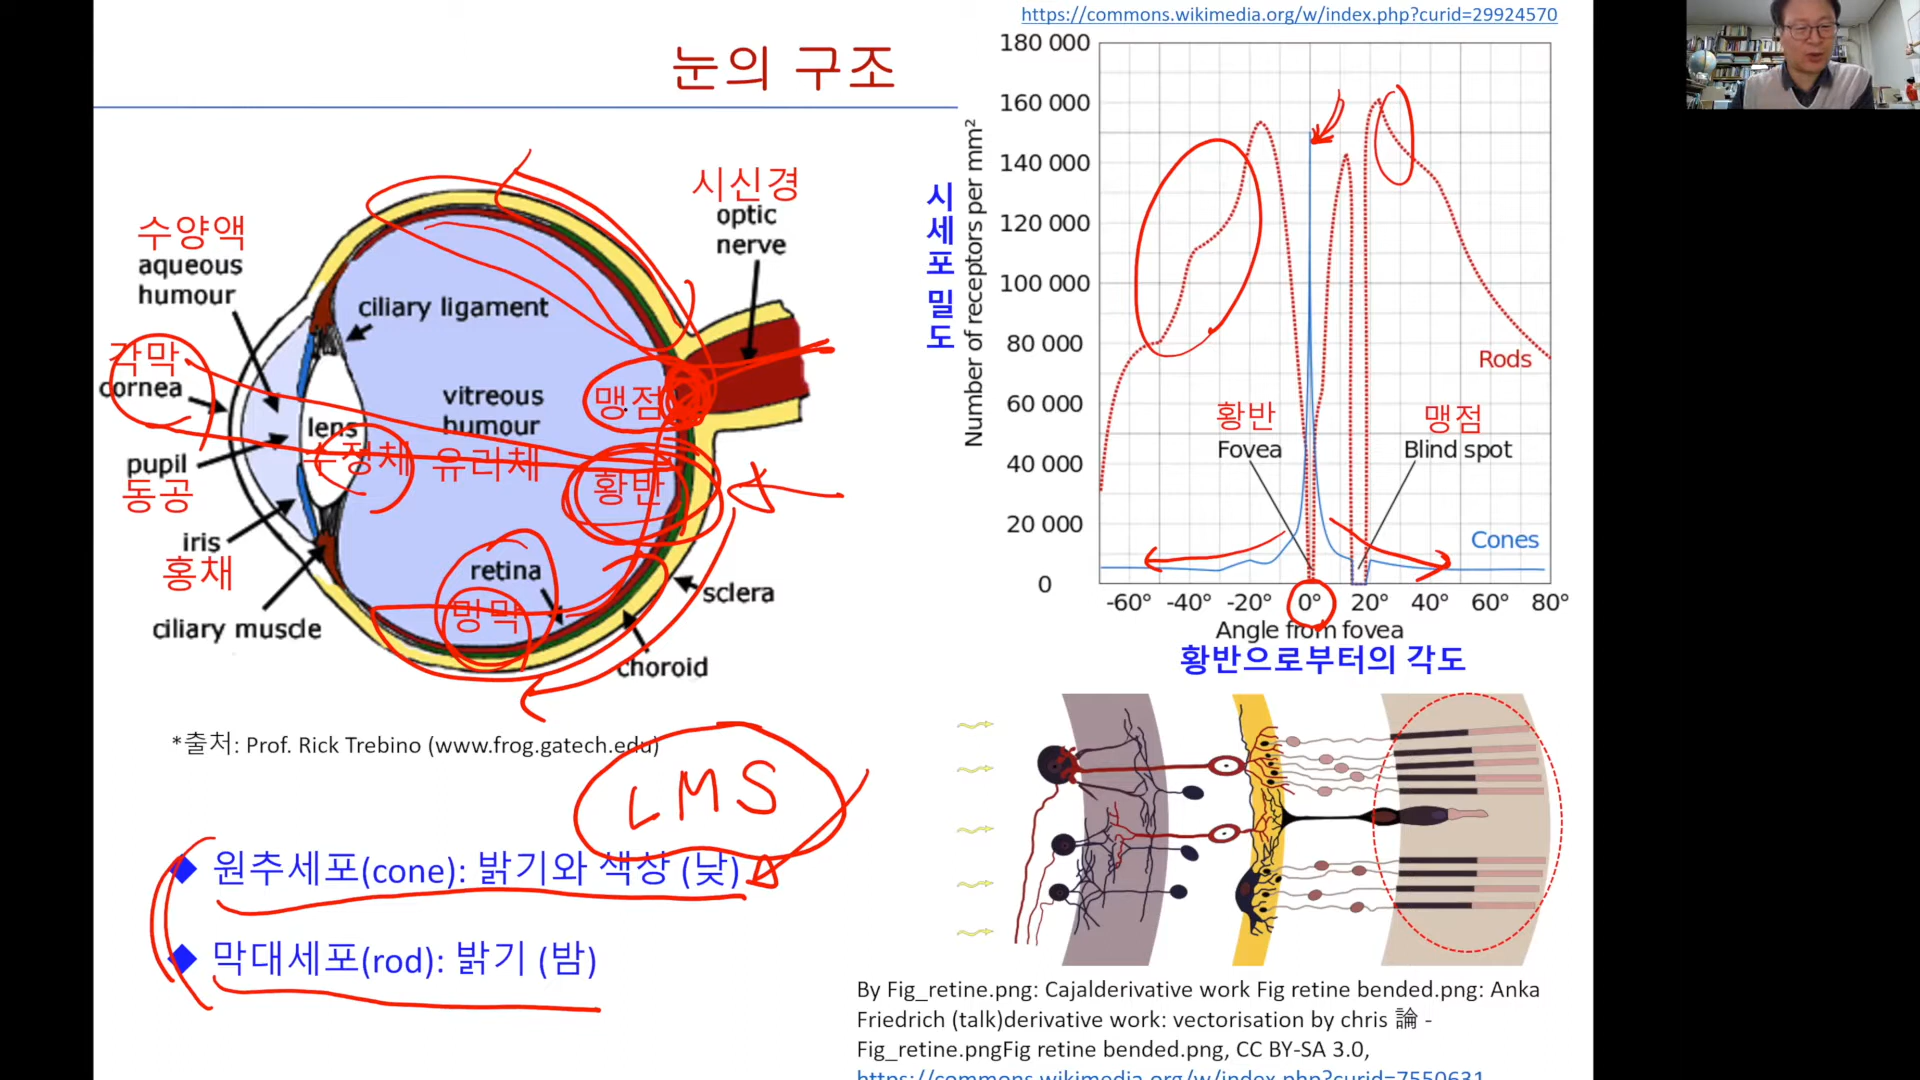 눈의 구조
시신경
optic
nerve
수양액
aqueous
humour
ciliary ligament
각막
cornea
vitreous
humour
맹점
lens
수정체
유리체
황반
pupil
동공
iris
홍채
retina
망막
sclera
ciliary muscle
choroid
*출처: Prof. Rick Trebino (www.frog.gatech.edu)
LMS
원추세포(cone): 밝기와 색상 (낮)
막대세포(rod): 밝기 (밤)
https://commons.wikimedia.org/w/index.php?curid=29924570
시세포 밀도
Number of receptors per mm²
180 000
160 000
140 000
120 000
100 000
80 000
60 000
40 000
20 000
0
Rods
황반
Fovea
맹점
Blind spot
Cones
-60° -40° -20° 0° 20° 40° 60° 80°
Angle from fovea
황반으로부터의 각도
By Fig_retine.png: Cajalderivative work Fig retine bended.png: Anka
Friedrich (talk)derivative work: vectorisation by chris 論 -
Fig_retine.pngFig retine bended.png, CC BY-SA 3.0,
https://commons.wikimedia.org/w/index.php?curid=7550631